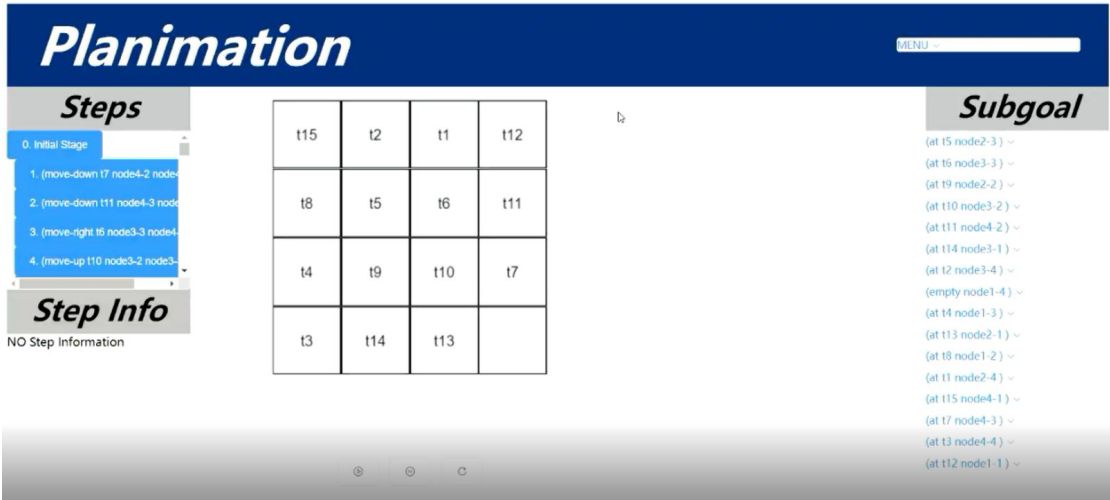 Planimation
MENU
Steps
0. Initial Stage
1. (move-down t7 node4-2 node4
2. (move-down t11 node4-3 node
3. (move-right t6 node3-3 node4-
4. (move-up t10 node3-2 node3-
Step Info
NO Step Information
t15 t2 t1 t12
t8 t5 t6 t11
t4 t9 t10 t7
t3 t14 t13
Subgoal
(at t5 node2-3 )
(at t6 node3-3 )
(at t9 node2-2 )
(at t10 node3-2 )
(at t11 node4-2 )
(at t14 node3-1 )
(at t2 node3-4 )
(empty node1-4 )
(at t4 node1-3 )
(at t13 node2-1 )
(at t8 node1-2 )
(at t1 node2-4 )
(at t15 node4-1 )
(at t7 node4-3 )
(at t3 node4-4 )
(at t12 node1-1 )